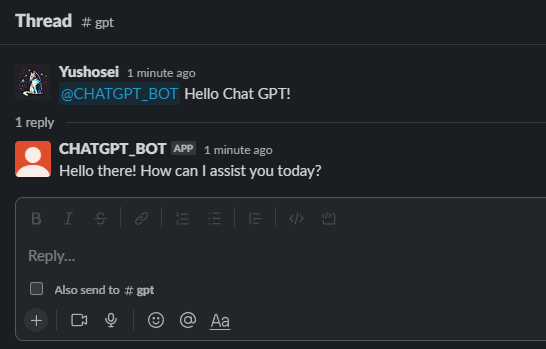 Thread # gpt
Yushosei 1 minute ago
@CHATGPT_BOT Hello Chat GPT!
1 reply
CHATGPT_BOT APP 1 minute ago
Hello there! How can I assist you today?
B I S
Reply...
Also send to # gpt
+ @ Aa